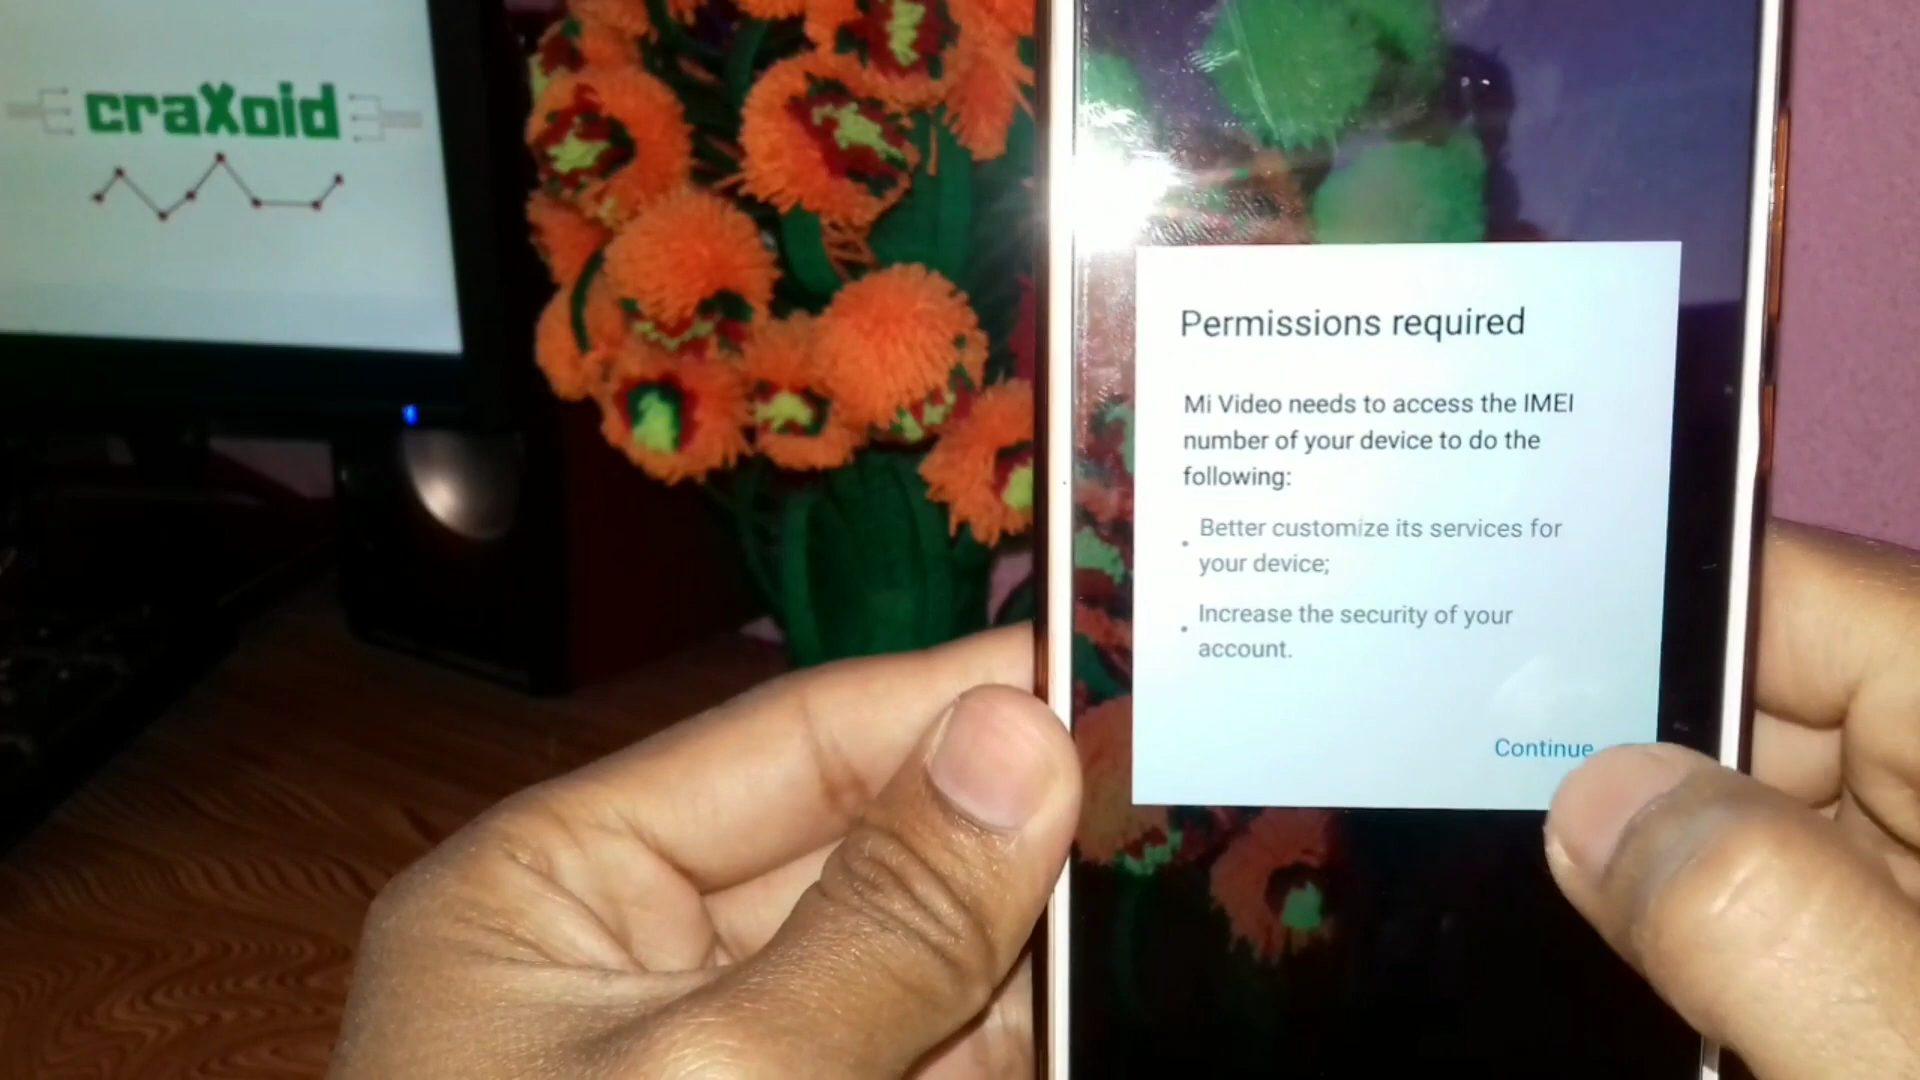 craXoid
Permissions required
Mi Video needs to access the IMEI
number of your device to do the
following:
Better customize its services for
your device;
Increase the security of your
account.
Continue